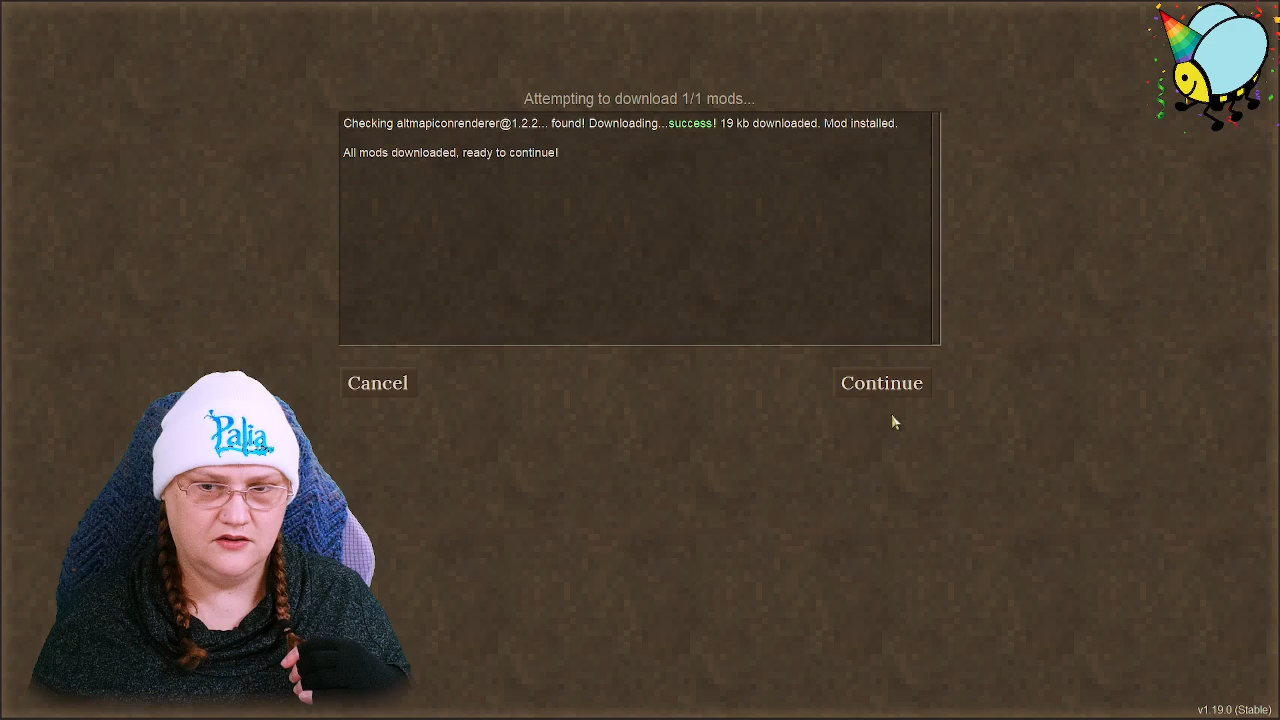 Attempting to download 1/1 mods...
Checking altmapiconrenderer@1.2.2... found! Downloading...success! 19 kb downloaded. Mod installed.
All mods downloaded, ready to continue!
Cancel
Continue
Palia
v1.19.0 (Stable)